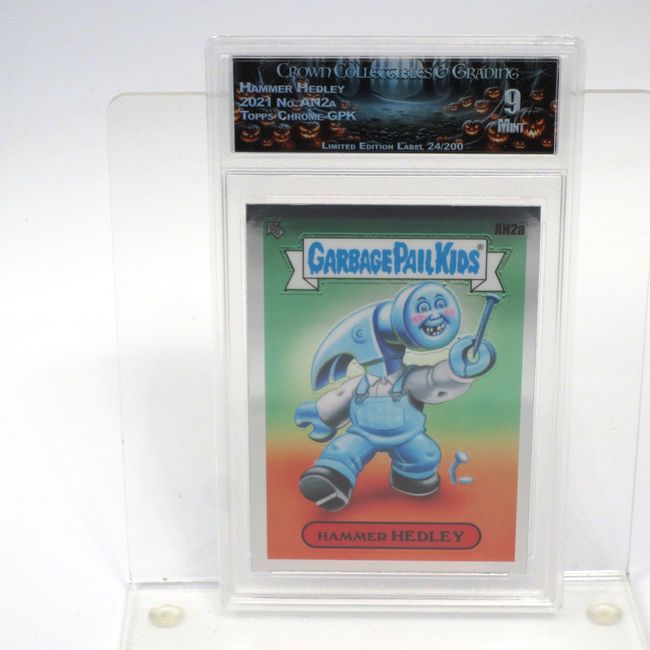 Crown Collectibles & Grading
Hammer Hedley
2021 No. AN2a
Topps Chrome GPK
9
Mint
Limited Edition Label 24/200
AN2a
GARBAGE PAIL KIDS®
HAMMER HEDLEY